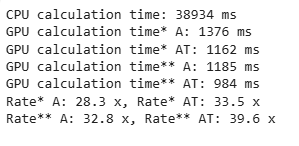 CPU calculation time: 38934 ms
GPU calculation time* A: 1376 ms
GPU calculation time* AT: 1162 ms
GPU calculation time** A: 1185 ms
GPU calculation time** AT: 984 ms
Rate* A: 28.3 x, Rate* AT: 33.5 x
Rate** A: 32.8 x, Rate** AT: 39.6 x